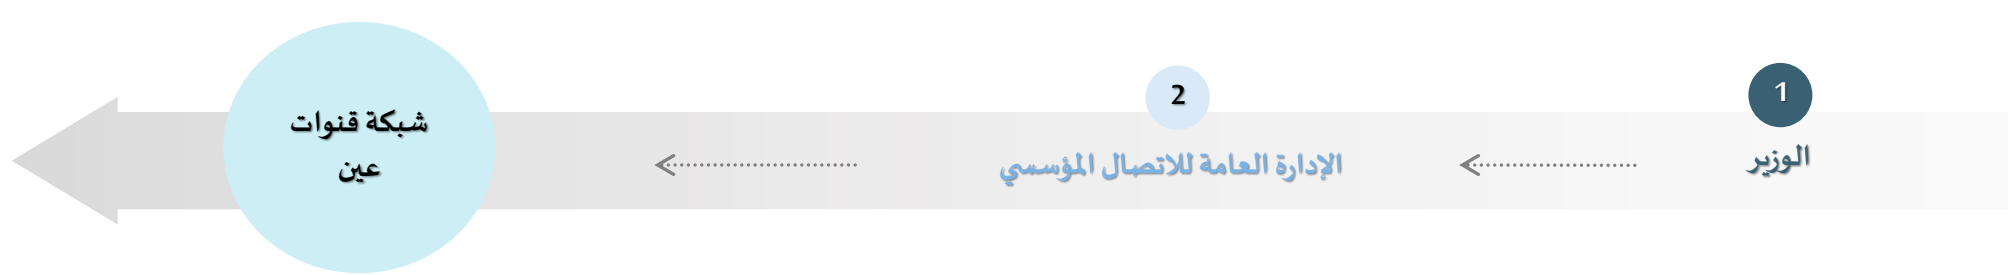 1
الوزير
2
الإدارة العامة للاتصال المؤسسي
شبكة قنوات
عين